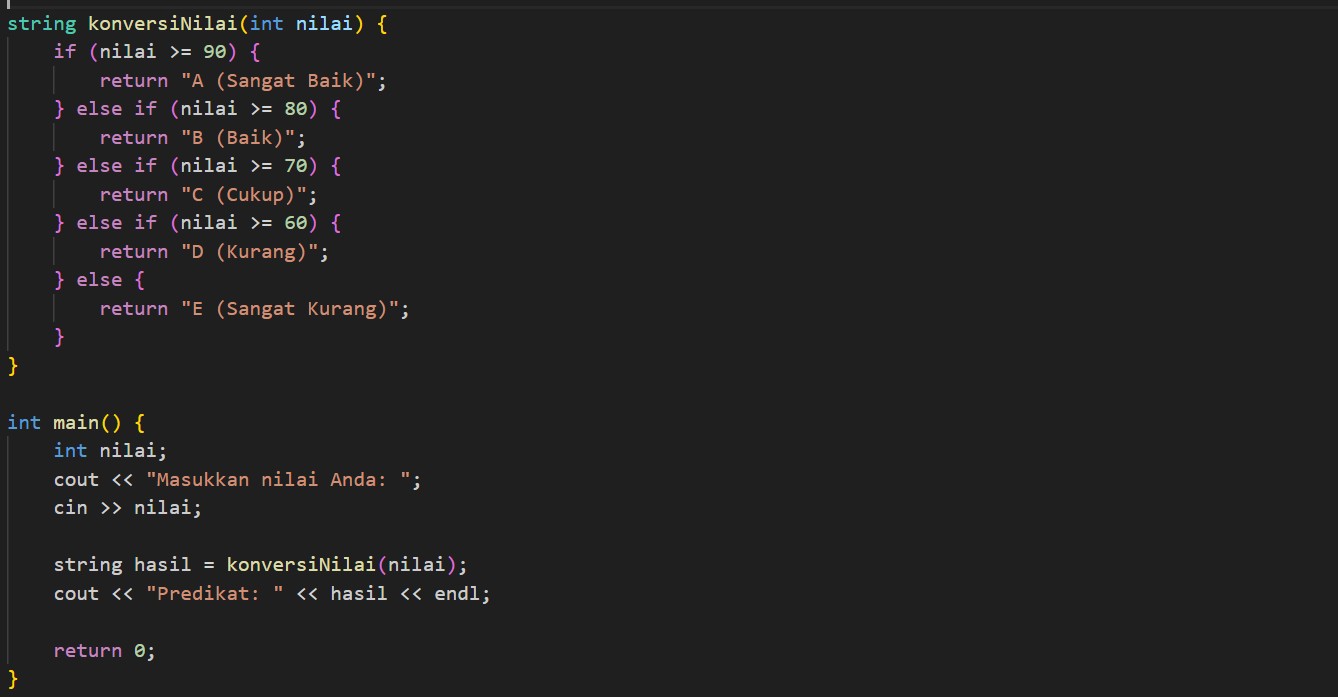 string konversiNilai(int nilai) {
    if (nilai >= 90) {
        return "A (Sangat Baik)";
    } else if (nilai >= 80) {
        return "B (Baik)";
    } else if (nilai >= 70) {
        return "C (Cukup)";
    } else if (nilai >= 60) {
        return "D (Kurang)";
    } else {
        return "E (Sangat Kurang)";
    }
}

int main() {
    int nilai;
    cout << "Masukkan nilai Anda: ";
    cin >> nilai;

    string hasil = konversiNilai(nilai);
    cout << "Predikat: " << hasil << endl;

    return 0;
}